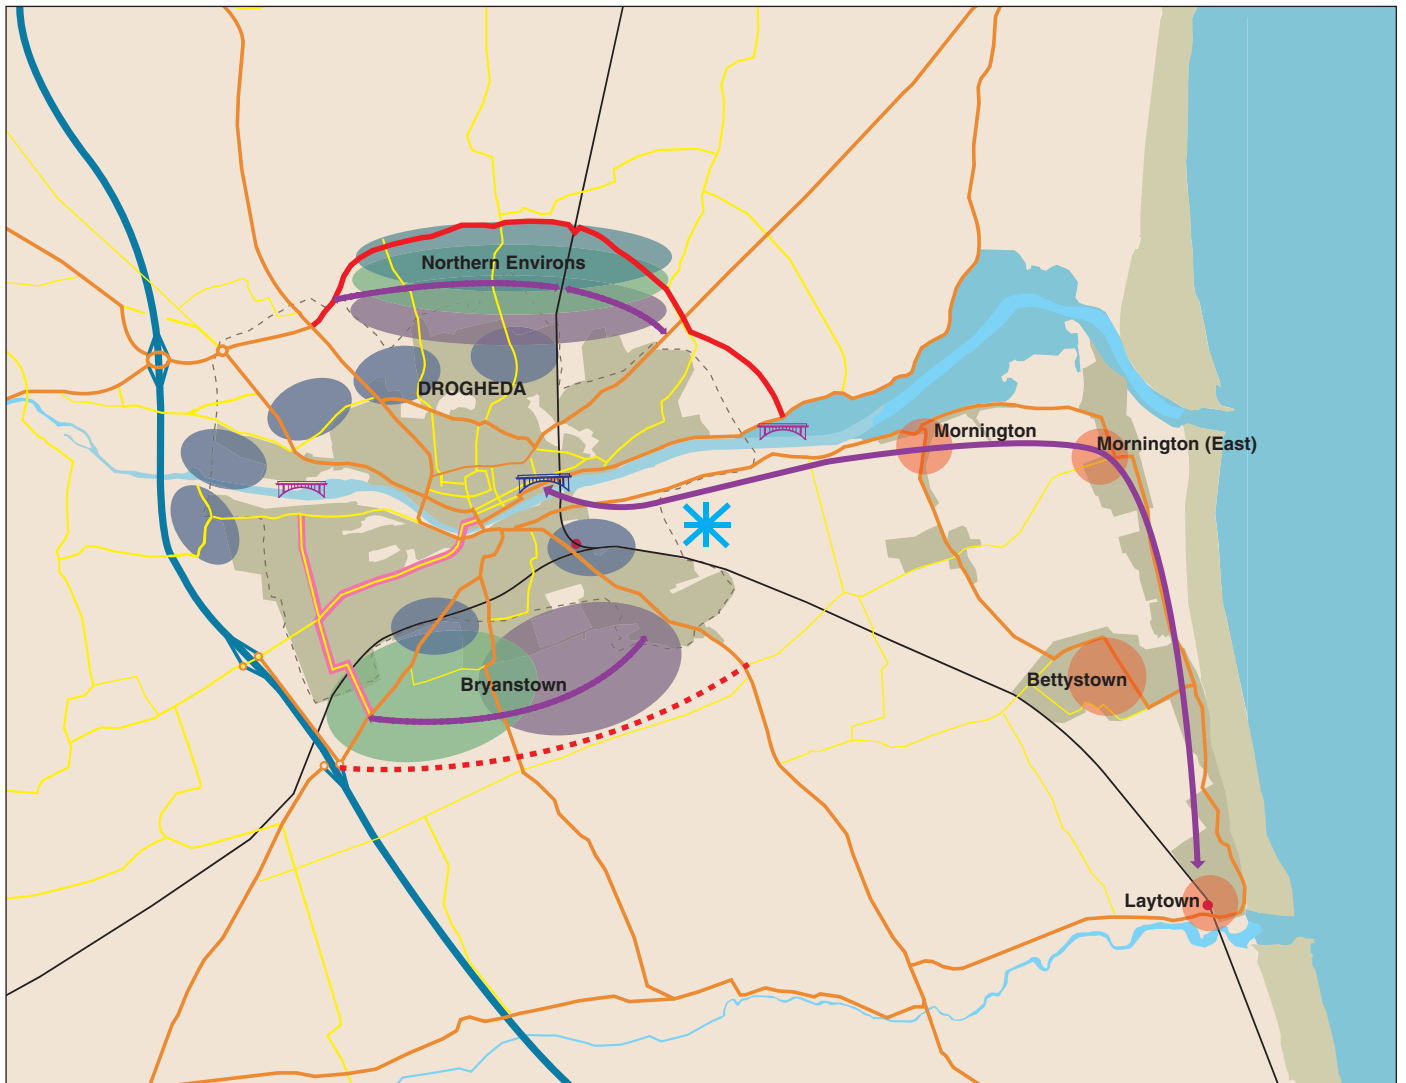 Northern Environs
DROGHEDA
Mornington
Mornington (East)
Bryanstown
Bettystown
Laytown